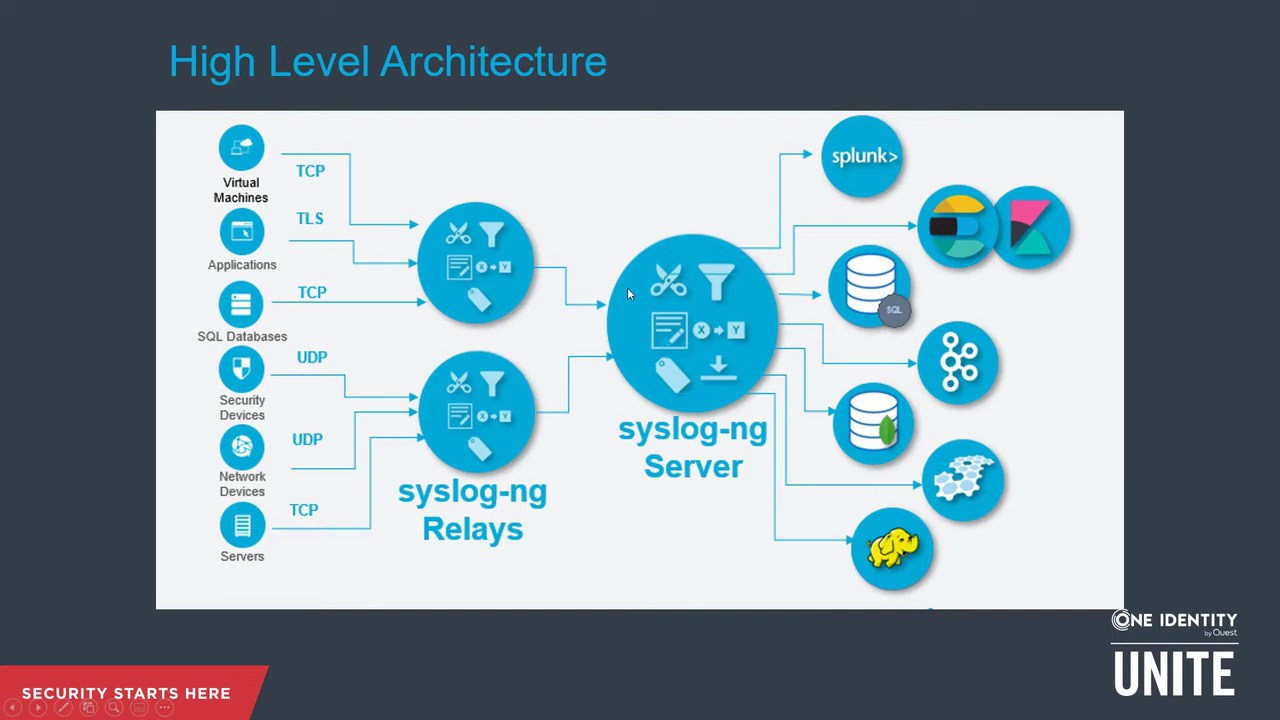 High Level Architecture
Virtual
Machines
TCP
TLS
Applications
TCP
SQL Databases
UDP
Security
Devices
UDP
Network
Devices
TCP
Servers
X
Y
syslog-ng
Relays
X
Y
X
Y
syslog-ng
Server
splunk>
SQL
ONE IDENTITY
by Quest
UNITE
SECURITY STARTS HERE